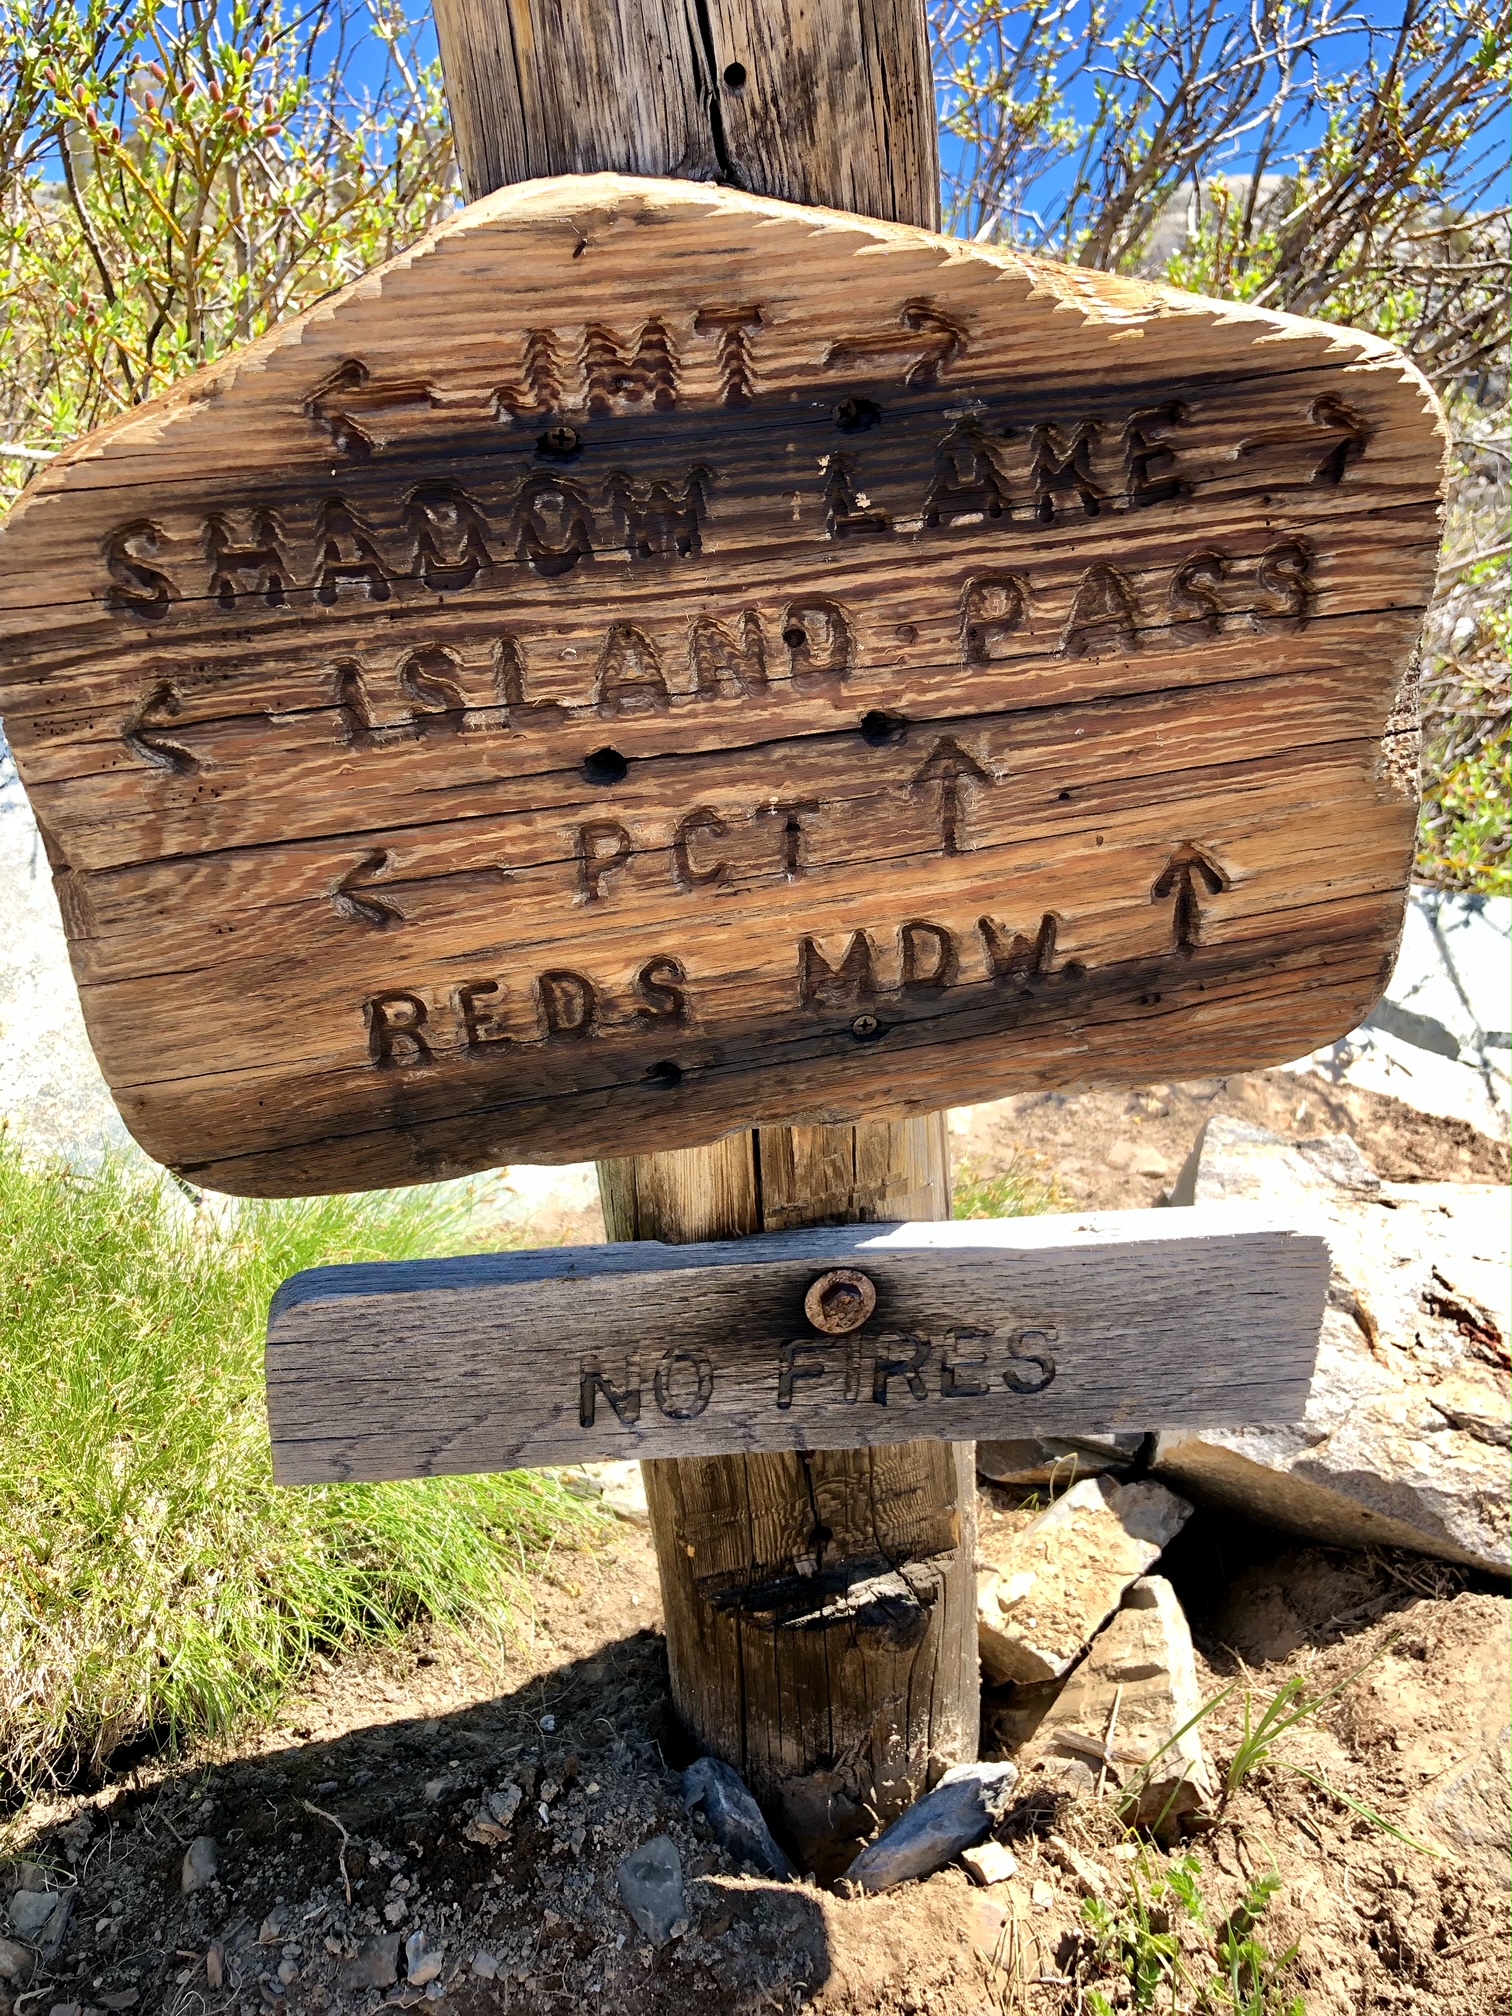 ← JMT →
SHADOW LAKE →
← ISLAND PASS
← PCT ↑
REDS MDW. ↑
NO FIRES